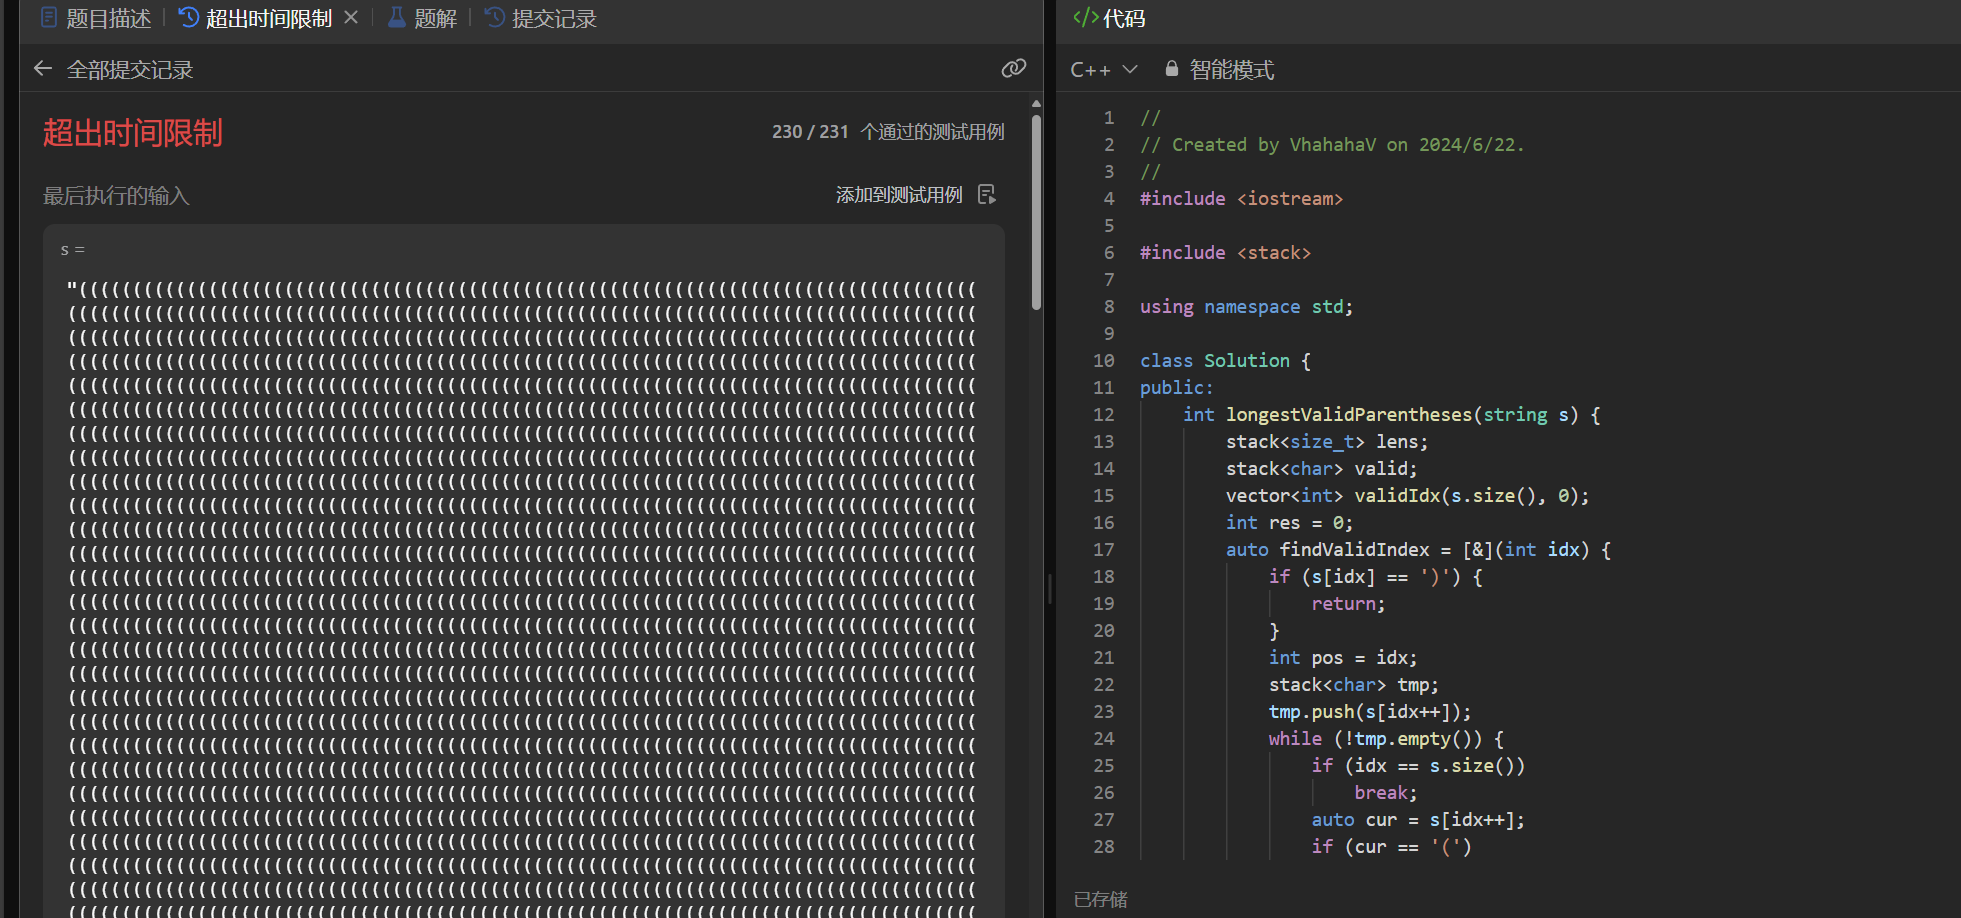 题目描述 超出时间限制 题解 提交记录
全部提交记录
超出时间限制 230 / 231 个通过的测试用例
最后执行的输入 添加到测试用例
s =
</> 代码
C++ 智能模式
1 //
2 // Created by VhahahaV on 2024/6/22.
3 //
4 #include <iostream>
5
6 #include <stack>
7
8 using namespace std;
9
10 class Solution {
11 public:
12 int longestValidParentheses(string s) {
13 stack<size_t> lens;
14 stack<char> valid;
15 vector<int> validIdx(s.size(), 0);
16 int res = 0;
17 auto findValidIndex = [&](int idx) {
18 if (s[idx] == ')') {
19 return;
20 }
21 int pos = idx;
22 stack<char> tmp;
23 tmp.push(s[idx++]);
24 while (!tmp.empty()) {
25 if (idx == s.size())
26 break;
27 auto cur = s[idx++];
28 if (cur == '(')
已存储